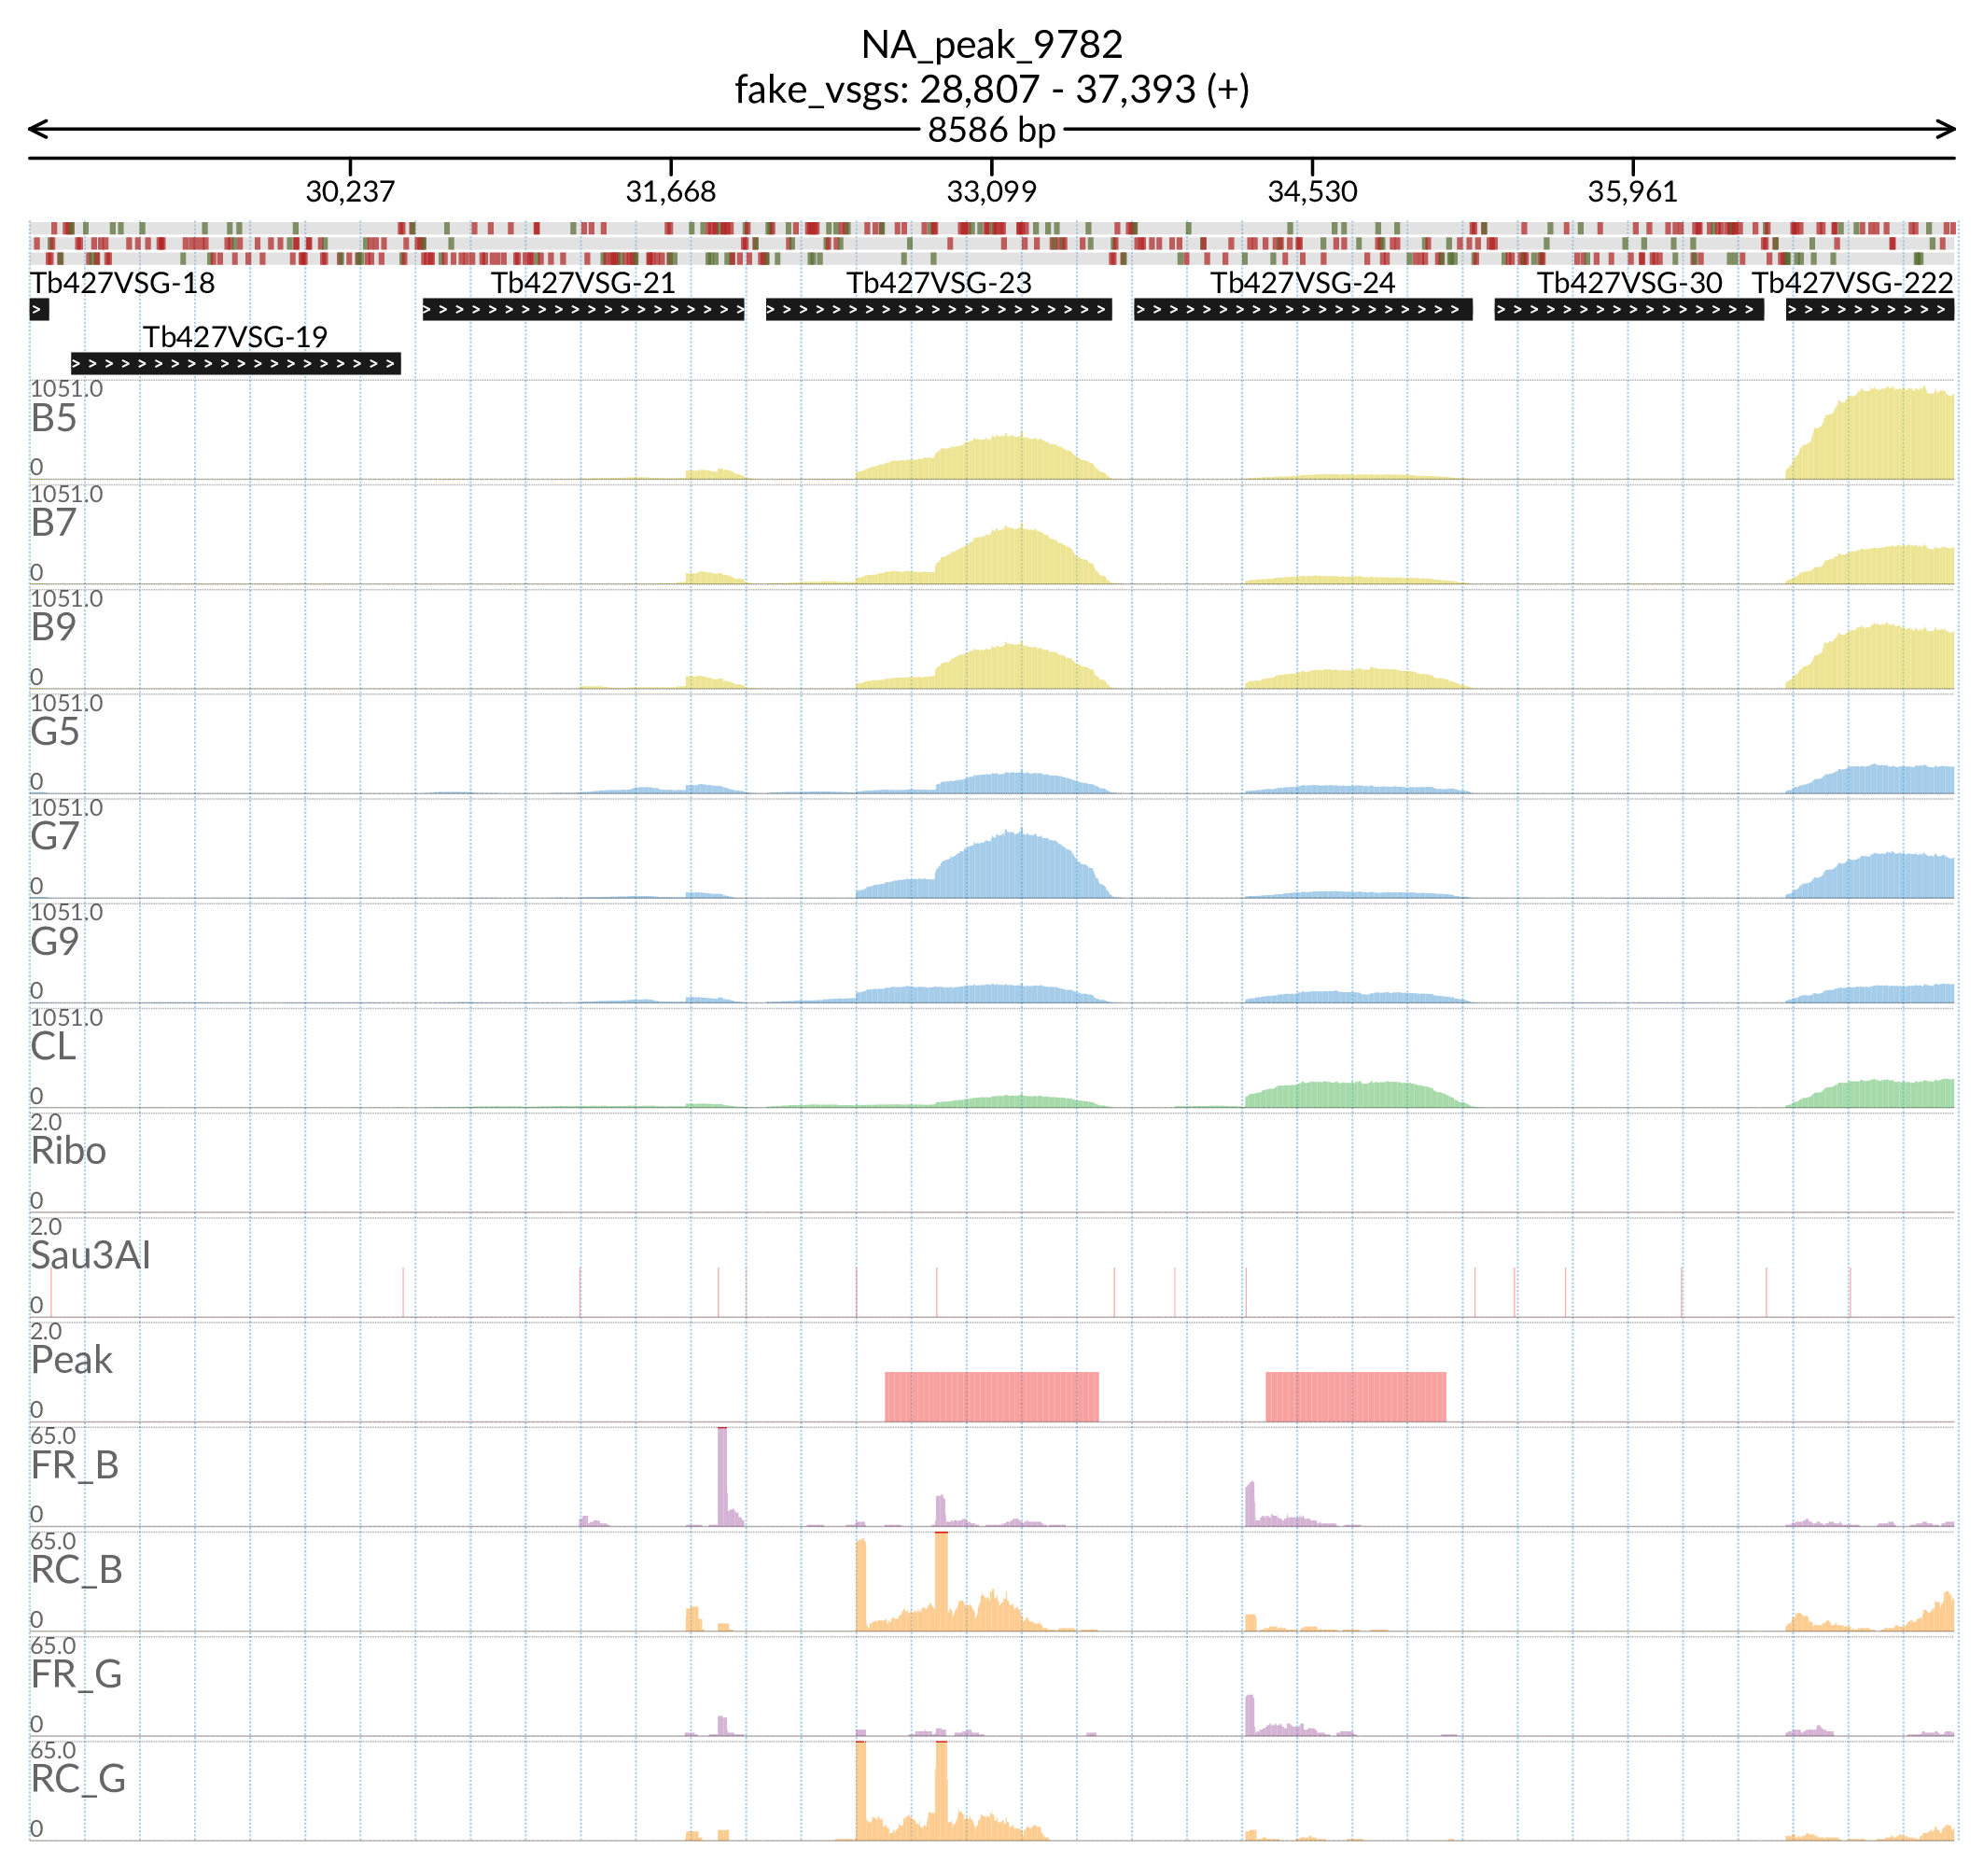 NA_peak_9782
fake_vsgs: 28,807 - 37,393 (+)
8586 bp
30,237 31,668 33,099 34,530 35,961
Tb427VSG-18 Tb427VSG-21 Tb427VSG-23 Tb427VSG-24 Tb427VSG-30 Tb427VSG-222
Tb427VSG-19
1051.0
B5
0
1051.0
B7
0
1051.0
B9
0
1051.0
G5
0
1051.0
G7
0
1051.0
G9
0
1051.0
CL
0
2.0
Ribo
0
2.0
Sau3AI
0
2.0
Peak
0
65.0
FR_B
0
65.0
RC_B
0
65.0
FR_G
0
65.0
RC_G
0